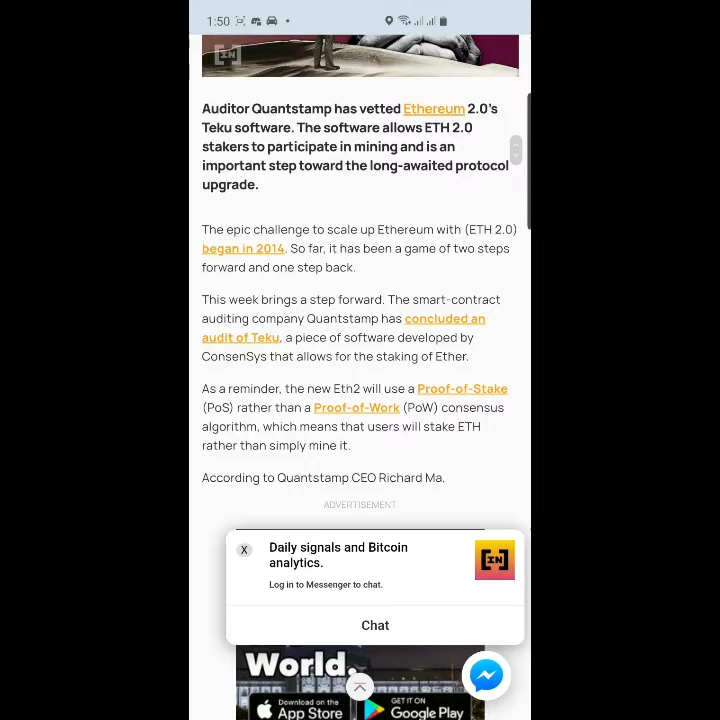 1:50
IN
Auditor Quantstamp has vetted Ethereum 2.0's
Teku software. The software allows ETH 2.0
stakers to participate in mining and is an
important step toward the long-awaited protocol
upgrade.
The epic challenge to scale up Ethereum with (ETH 2.0)
began in 2014. So far, it has been a game of two steps
forward and one step back.
This week brings a step forward. The smart-contract
auditing company Quantstamp has concluded an
audit of Teku, a piece of software developed by
ConsenSys that allows for the staking of Ether.
As a reminder, the new Eth2 will use a Proof-of-Stake
(PoS) rather than a Proof-of-Work (PoW) consensus
algorithm, which means that users will stake ETH
rather than simply mine it.
According to Quantstamp CEO Richard Ma,
ADVERTISEMENT
X
Daily signals and Bitcoin
analytics.
IN
Log in to Messenger to chat.
Chat
World.
Download on the
App Store
GET IT ON
Google Play